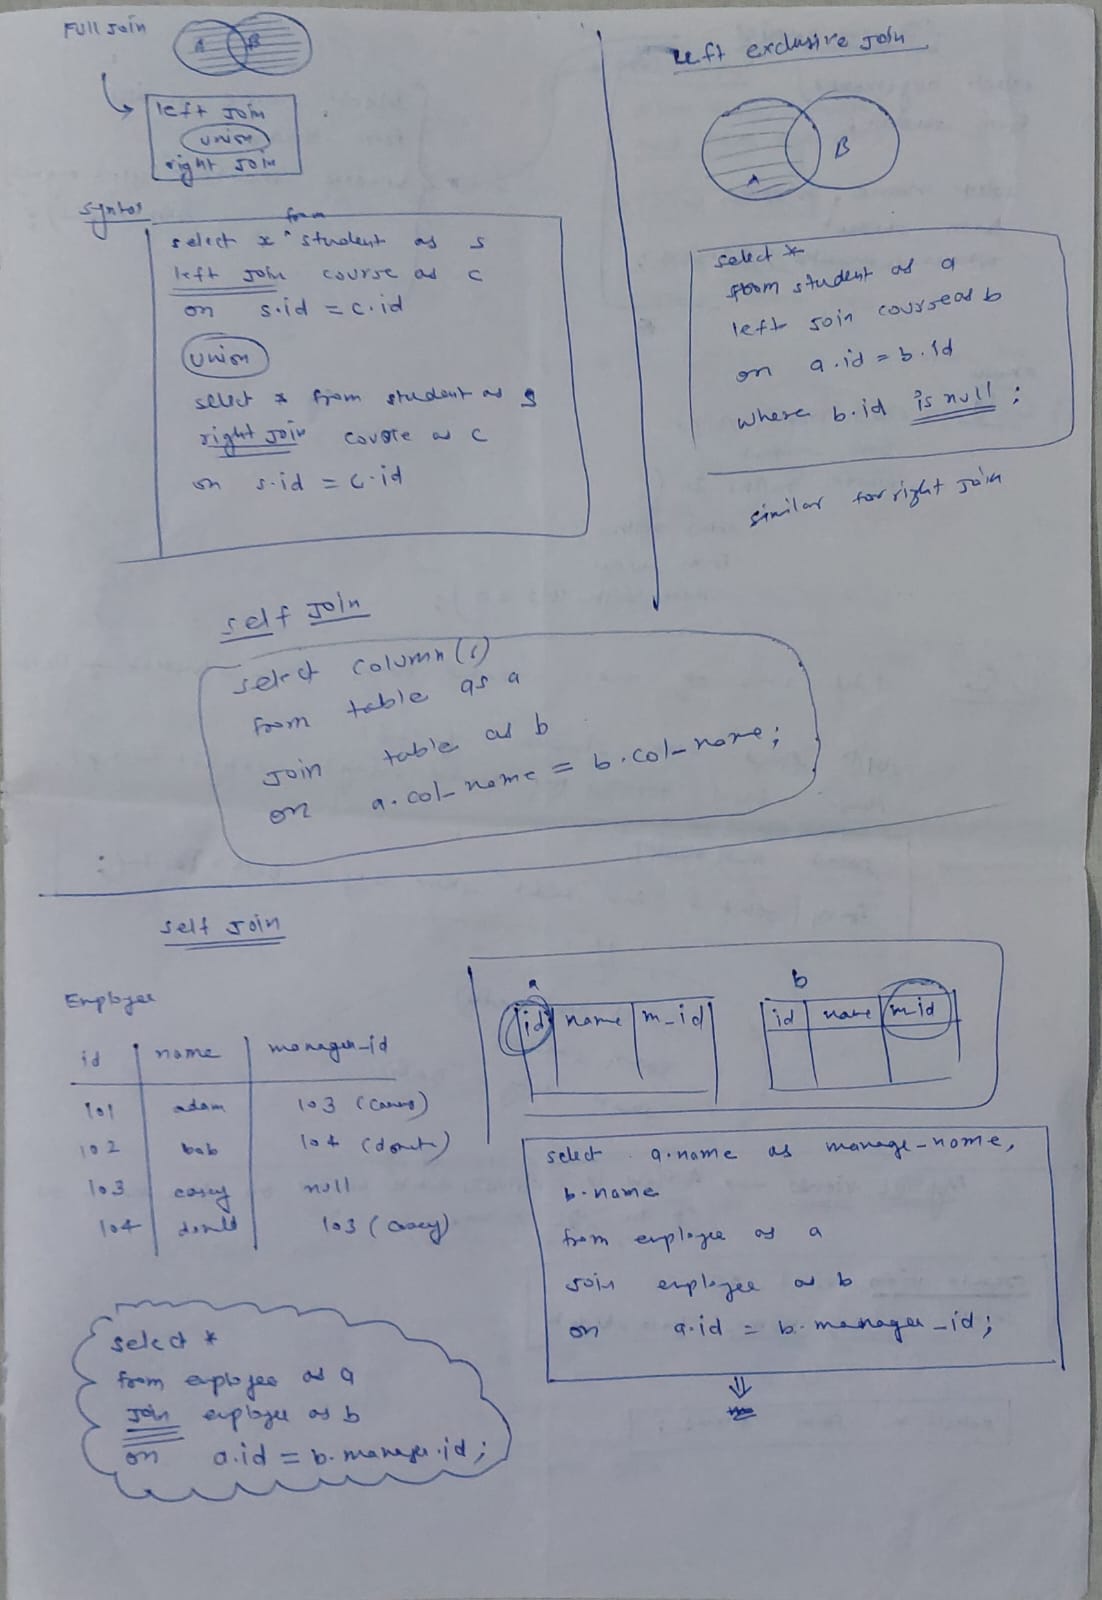 Full Join
A B
left Join
union
right Join
syntax
select * from student as s
left join course as c
on s.id = c.id
union
select * from student as s
right join course as c
on s.id = c.id
left exclusive join
A B
select *
from student as a
left join course as b
on a.id = b.id
where b.id is null ;
similar for right join
self Join
select column(s)
from table as a
Join table as b
on a.col_name = b.col_name;
self Join
Employee
id name manager_id
101 adam 103 (casey)
102 bob 104 (donald)
103 casey null
104 donald 103 (casey)
a b
id name m_id id name m_id
select a.name as manage_name,
b.name
from employee as a
join employee as b
on a.id = b.manager_id;
select *
from employee as a
Join employee as b
on a.id = b.manager.id;